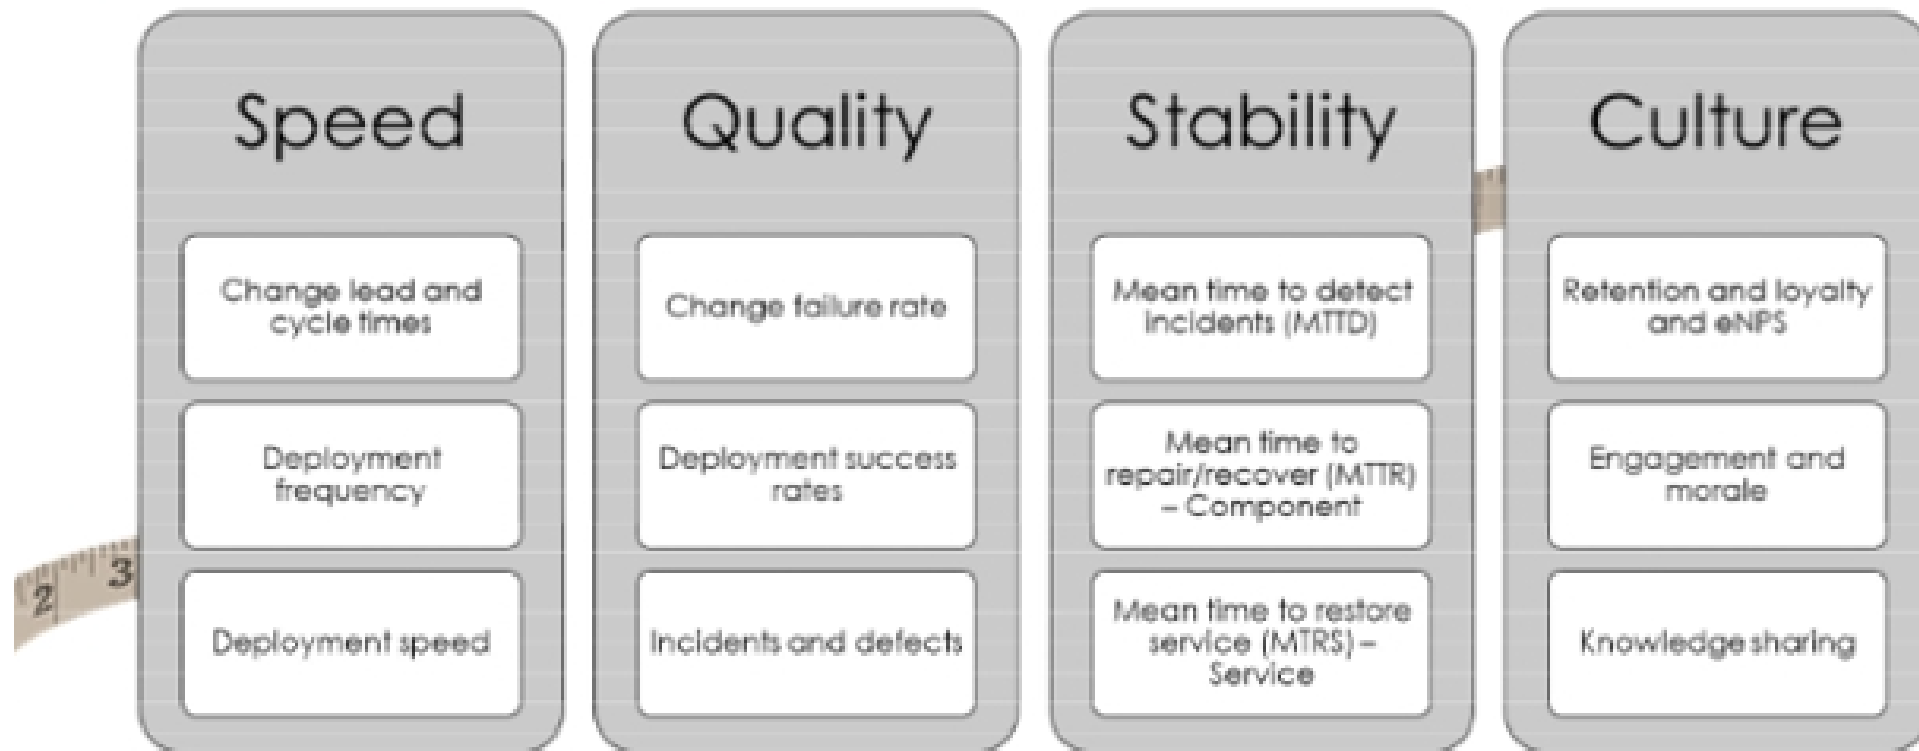 Speed
Change lead and
cycle times
Deployment
frequency
Deployment speed
Quality
Change failure rate
Deployment success
rates
Incidents and defects
Stability
Mean time to detect
incidents (MTTD)
Mean time to
repair/recover (MTTR)
– Component
Mean time to restore
service (MTRS) –
Service
Culture
Retention and loyalty
and eNPS
Engagement and
morale
Knowledge sharing
2
3